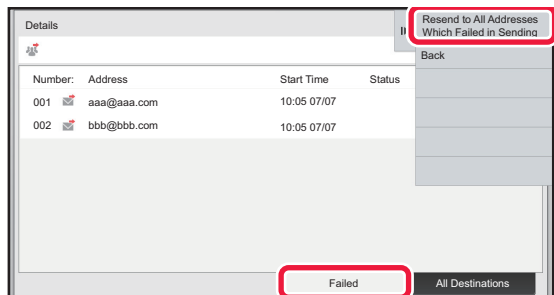 Details
Resend to All Addresses
Which Failed in Sending
Back
Number: Address Start Time Status
001 aaa@aaa.com 10:05 07/07
002 bbb@bbb.com 10:05 07/07
Failed All Destinations